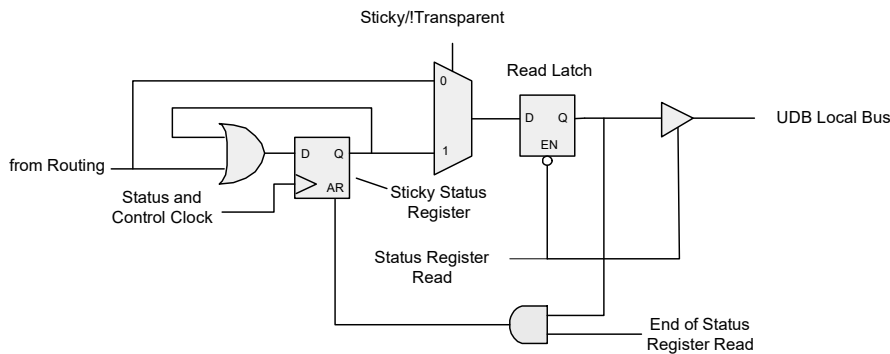 Sticky/!Transparent
0
Read Latch
D
Q
UDB Local Bus
EN
1
D
Q
from Routing
AR
Status and
Control Clock
Sticky Status
Register
Status Register
Read
End of Status
Register Read